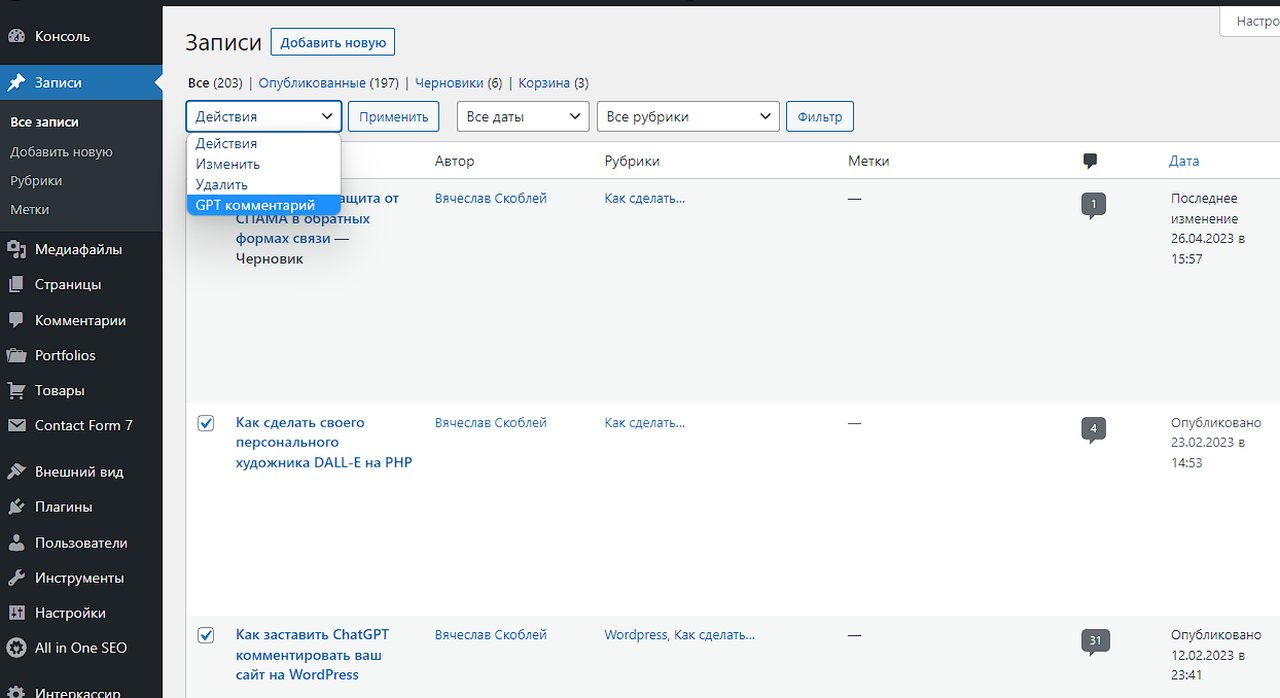 Консоль
Записи
Все записи
Добавить новую
Рубрики
Метки
Медиафайлы
Страницы
Комментарии
Portfolios
Товары
Contact Form 7
Внешний вид
Плагины
Пользователи
Инструменты
Настройки
All in One SEO
Интеркассир
Настро
Записи Добавить новую
Все (203) | Опубликованные (197) | Черновики (6) | Корзина (3)
Действия Применить Все даты Все рубрики Фильтр
Действия
Изменить
Удалить
GPT комментарий
Автор Рубрики Метки Дата
ащита от
СПАМА в обратных
формах связи —
Черновик
Вячеслав Скоблей
Как сделать...
—
1
Последнее
изменение
26.04.2023 в
15:57
Как сделать своего
персонального
художника DALL-E на PHP
Вячеслав Скоблей
Как сделать...
—
4
Опубликовано
23.02.2023 в
14:53
Как заставить ChatGPT
комментировать ваш
сайт на WordPress
Вячеслав Скоблей
Wordpress, Как сделать...
—
31
Опубликовано
12.02.2023 в
23:41